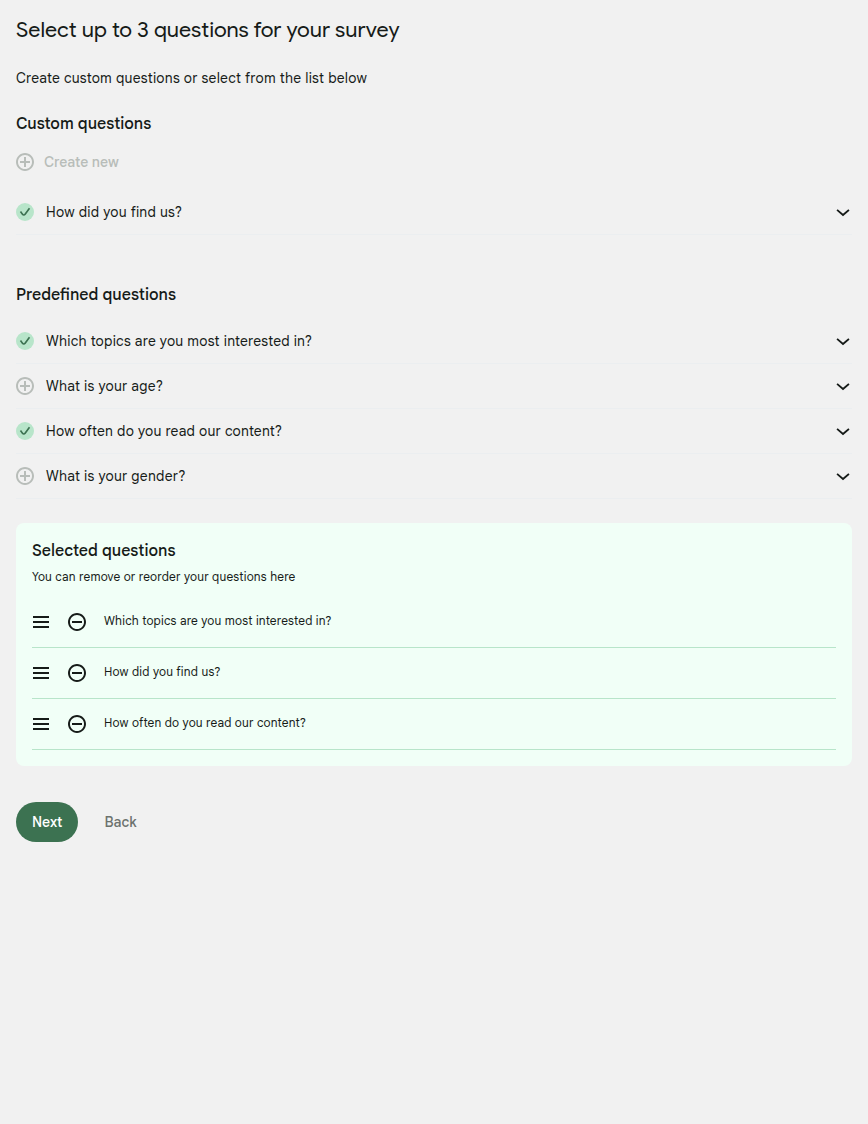 Select up to 3 questions for your survey
Create custom questions or select from the list below
Custom questions
Create new
How did you find us?
Predefined questions
Which topics are you most interested in?
What is your age?
How often do you read our content?
What is your gender?
Selected questions
You can remove or reorder your questions here
Which topics are you most interested in?
How did you find us?
How often do you read our content?
Next Back